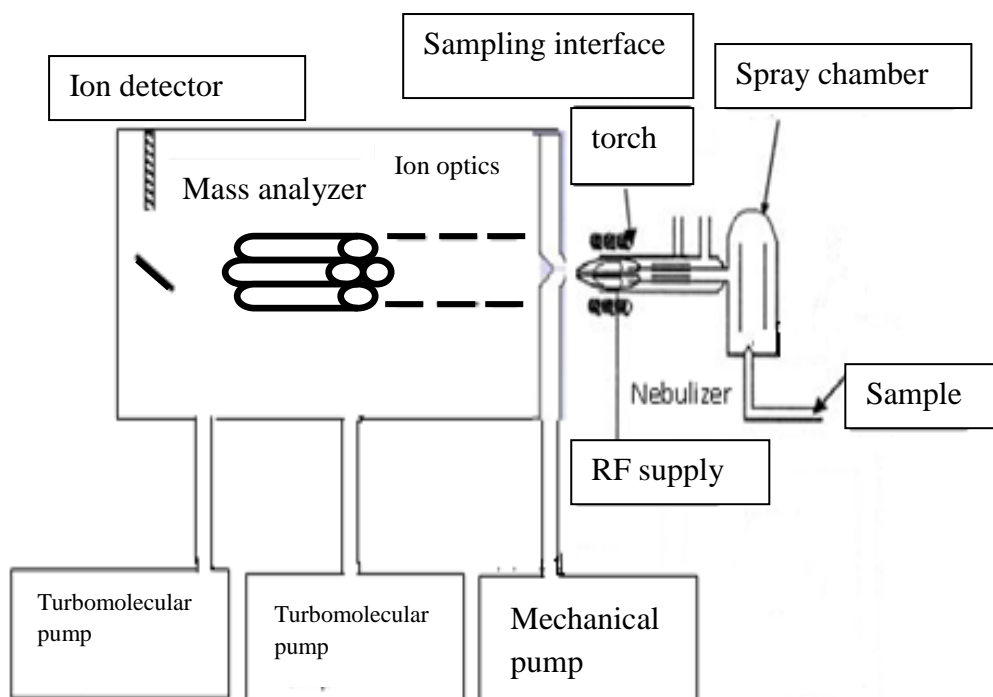 Sampling interface
Ion detector
Spray chamber
torch
Ion optics
Mass analyzer
Nebulizer
Sample
RF supply
Turbomolecular
pump
Turbomolecular
pump
Mechanical
pump